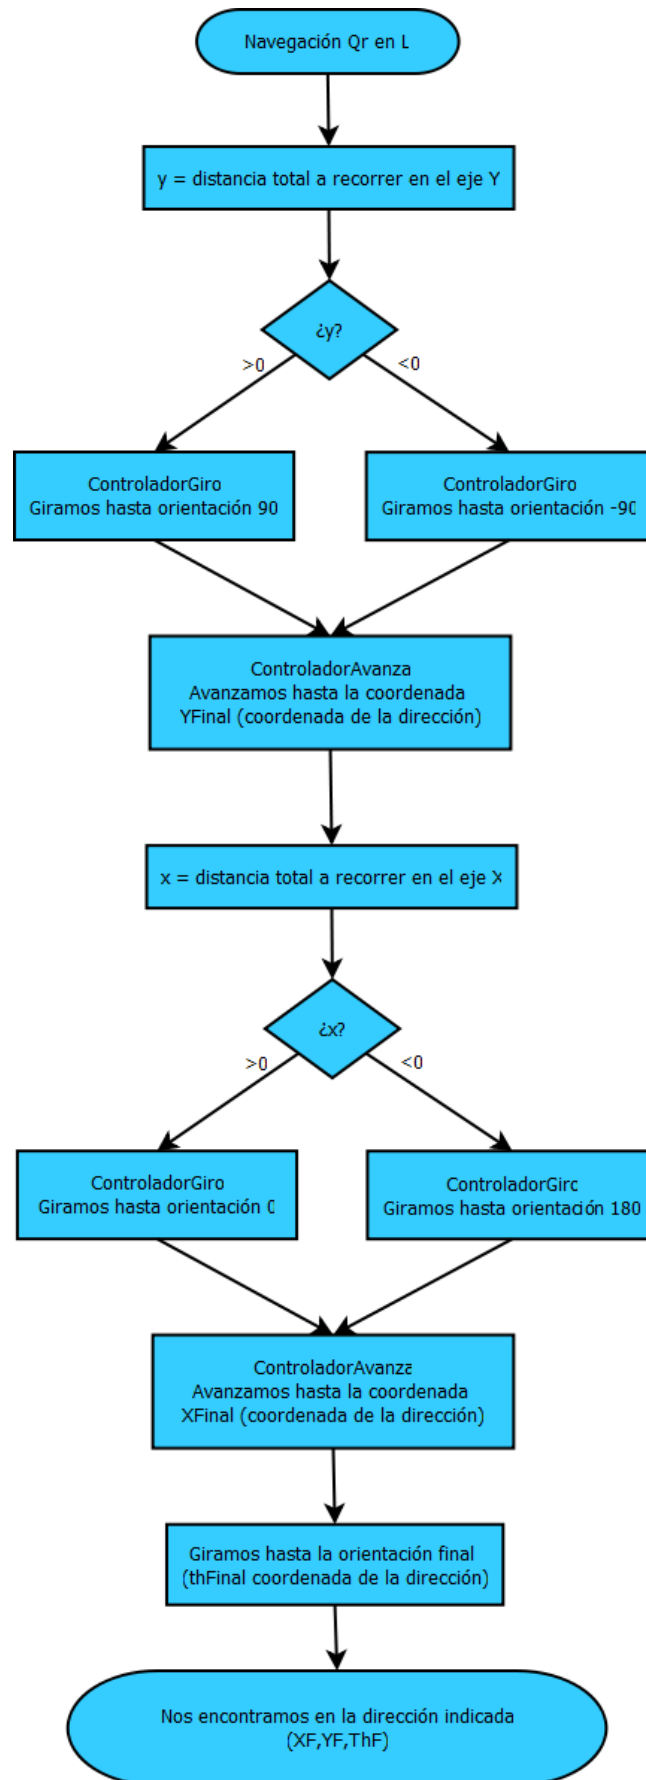 Navegación Qr en L
y = distancia total a recorrer en el eje Y
¿y?
>0
<0
ControladorGiro
Giramos hasta orientación 90
ControladorGiro
Giramos hasta orientación -90
ControladorAvanza
Avanzamos hasta la coordenada
YFinal (coordenada de la dirección)
x = distancia total a recorrer en el eje X
¿x?
>0
<0
ControladorGiro
Giramos hasta orientación 0
ControladorGiro
Giramos hasta orientación 180
ControladorAvanza
Avanzamos hasta la coordenada
XFinal (coordenada de la dirección)
Giramos hasta la orientación final
(thFinal coordenada de la dirección)
Nos encontramos en la dirección indicada
(XF,YF,ThF)